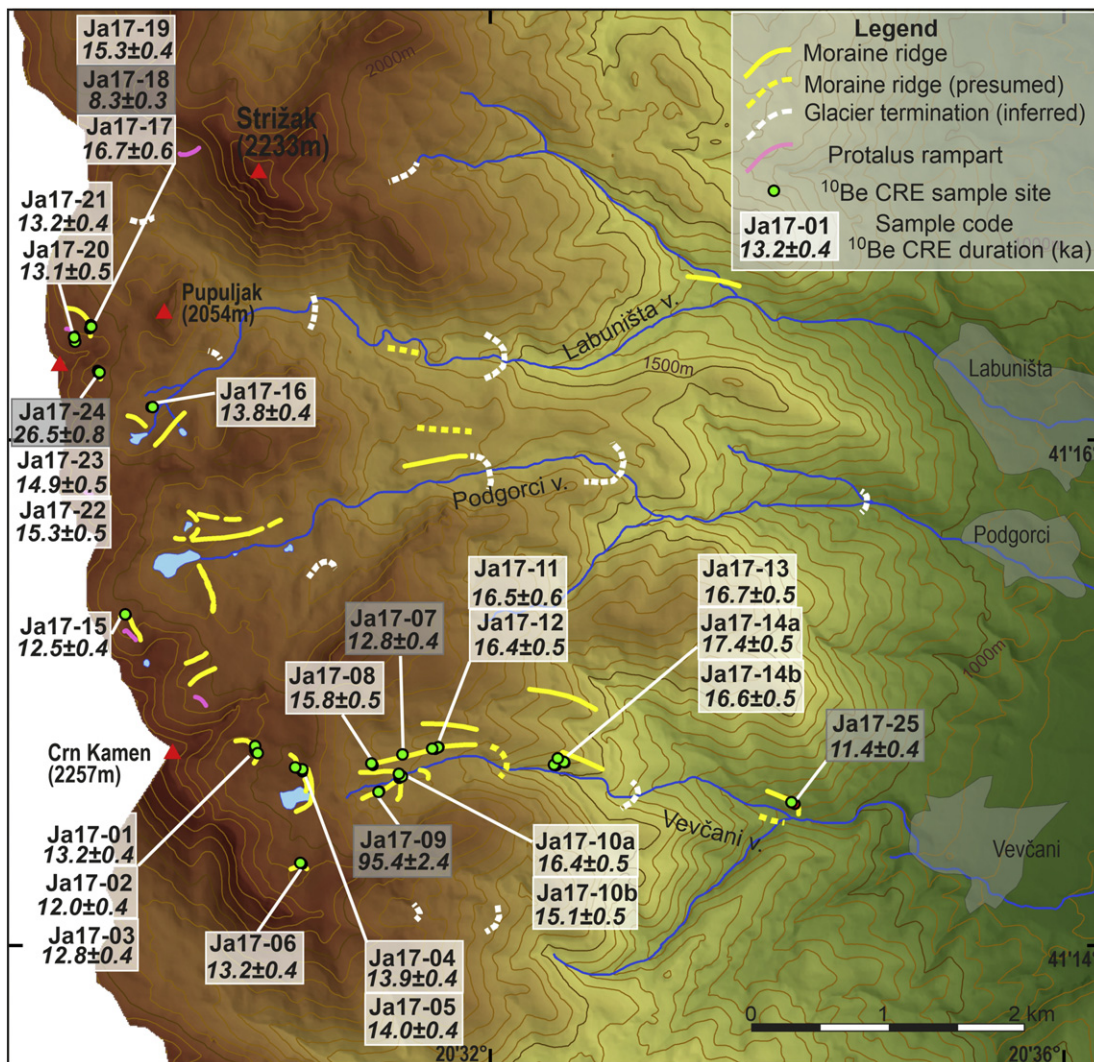 Ja17-19
15.3±0.4
Ja17-18
8.3±0.3
Ja17-17
16.7±0.6
2000m
Strižak
(2233m)
Legend
Moraine ridge
Moraine ridge (presumed)
Glacier termination (inferred)
Protalus rampart
10Be CRE sample site
Ja17-01
13.2±0.4
Sample code
10Be CRE duration (ka)
Ja17-21
13.2±0.4
Ja17-20
13.1±0.5
Pupuljak
(2054m)
Labuništa v.
1500m
Labuništa
Ja17-16
13.8±0.4
Ja17-24
26.5±0.8
Ja17-23
14.9±0.5
Ja17-22
15.3±0.5
41'16°
Podgorci v.
Podgorci
Ja17-11
16.5±0.6
Ja17-12
16.4±0.5
Ja17-13
16.7±0.5
Ja17-14a
17.4±0.5
Ja17-14b
16.6±0.5
1000m
Ja17-15
12.5±0.4
Ja17-07
12.8±0.4
Ja17-08
15.8±0.5
Ja17-25
11.4±0.4
Crn Kamen
(2257m)
Vevčani v.
Vevčani
Ja17-01
13.2±0.4
Ja17-02
12.0±0.4
Ja17-03
12.8±0.4
Ja17-09
95.4±2.4
Ja17-10a
16.4±0.5
Ja17-10b
15.1±0.5
Ja17-06
13.2±0.4
Ja17-04
13.9±0.4
Ja17-05
14.0±0.4
41'14°
0 1 2 km
20'32°
20'36°